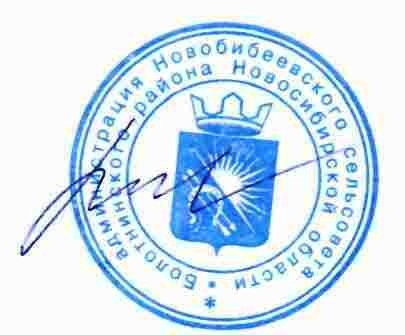 администрация Новобибеевского сельсовета
* Болотнинского района Новосибирской области *